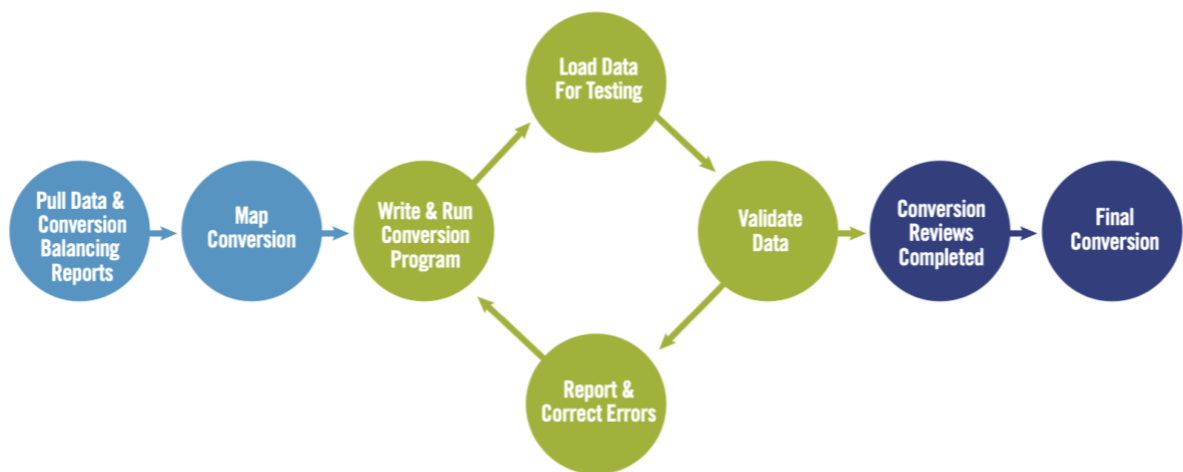 Load Data
For Testing
Pull Data &
Conversion
Balancing
Reports
Map
Conversion
Write & Run
Conversion
Program
Validate
Data
Conversion
Reviews
Completed
Final
Conversion
Report &
Correct Errors